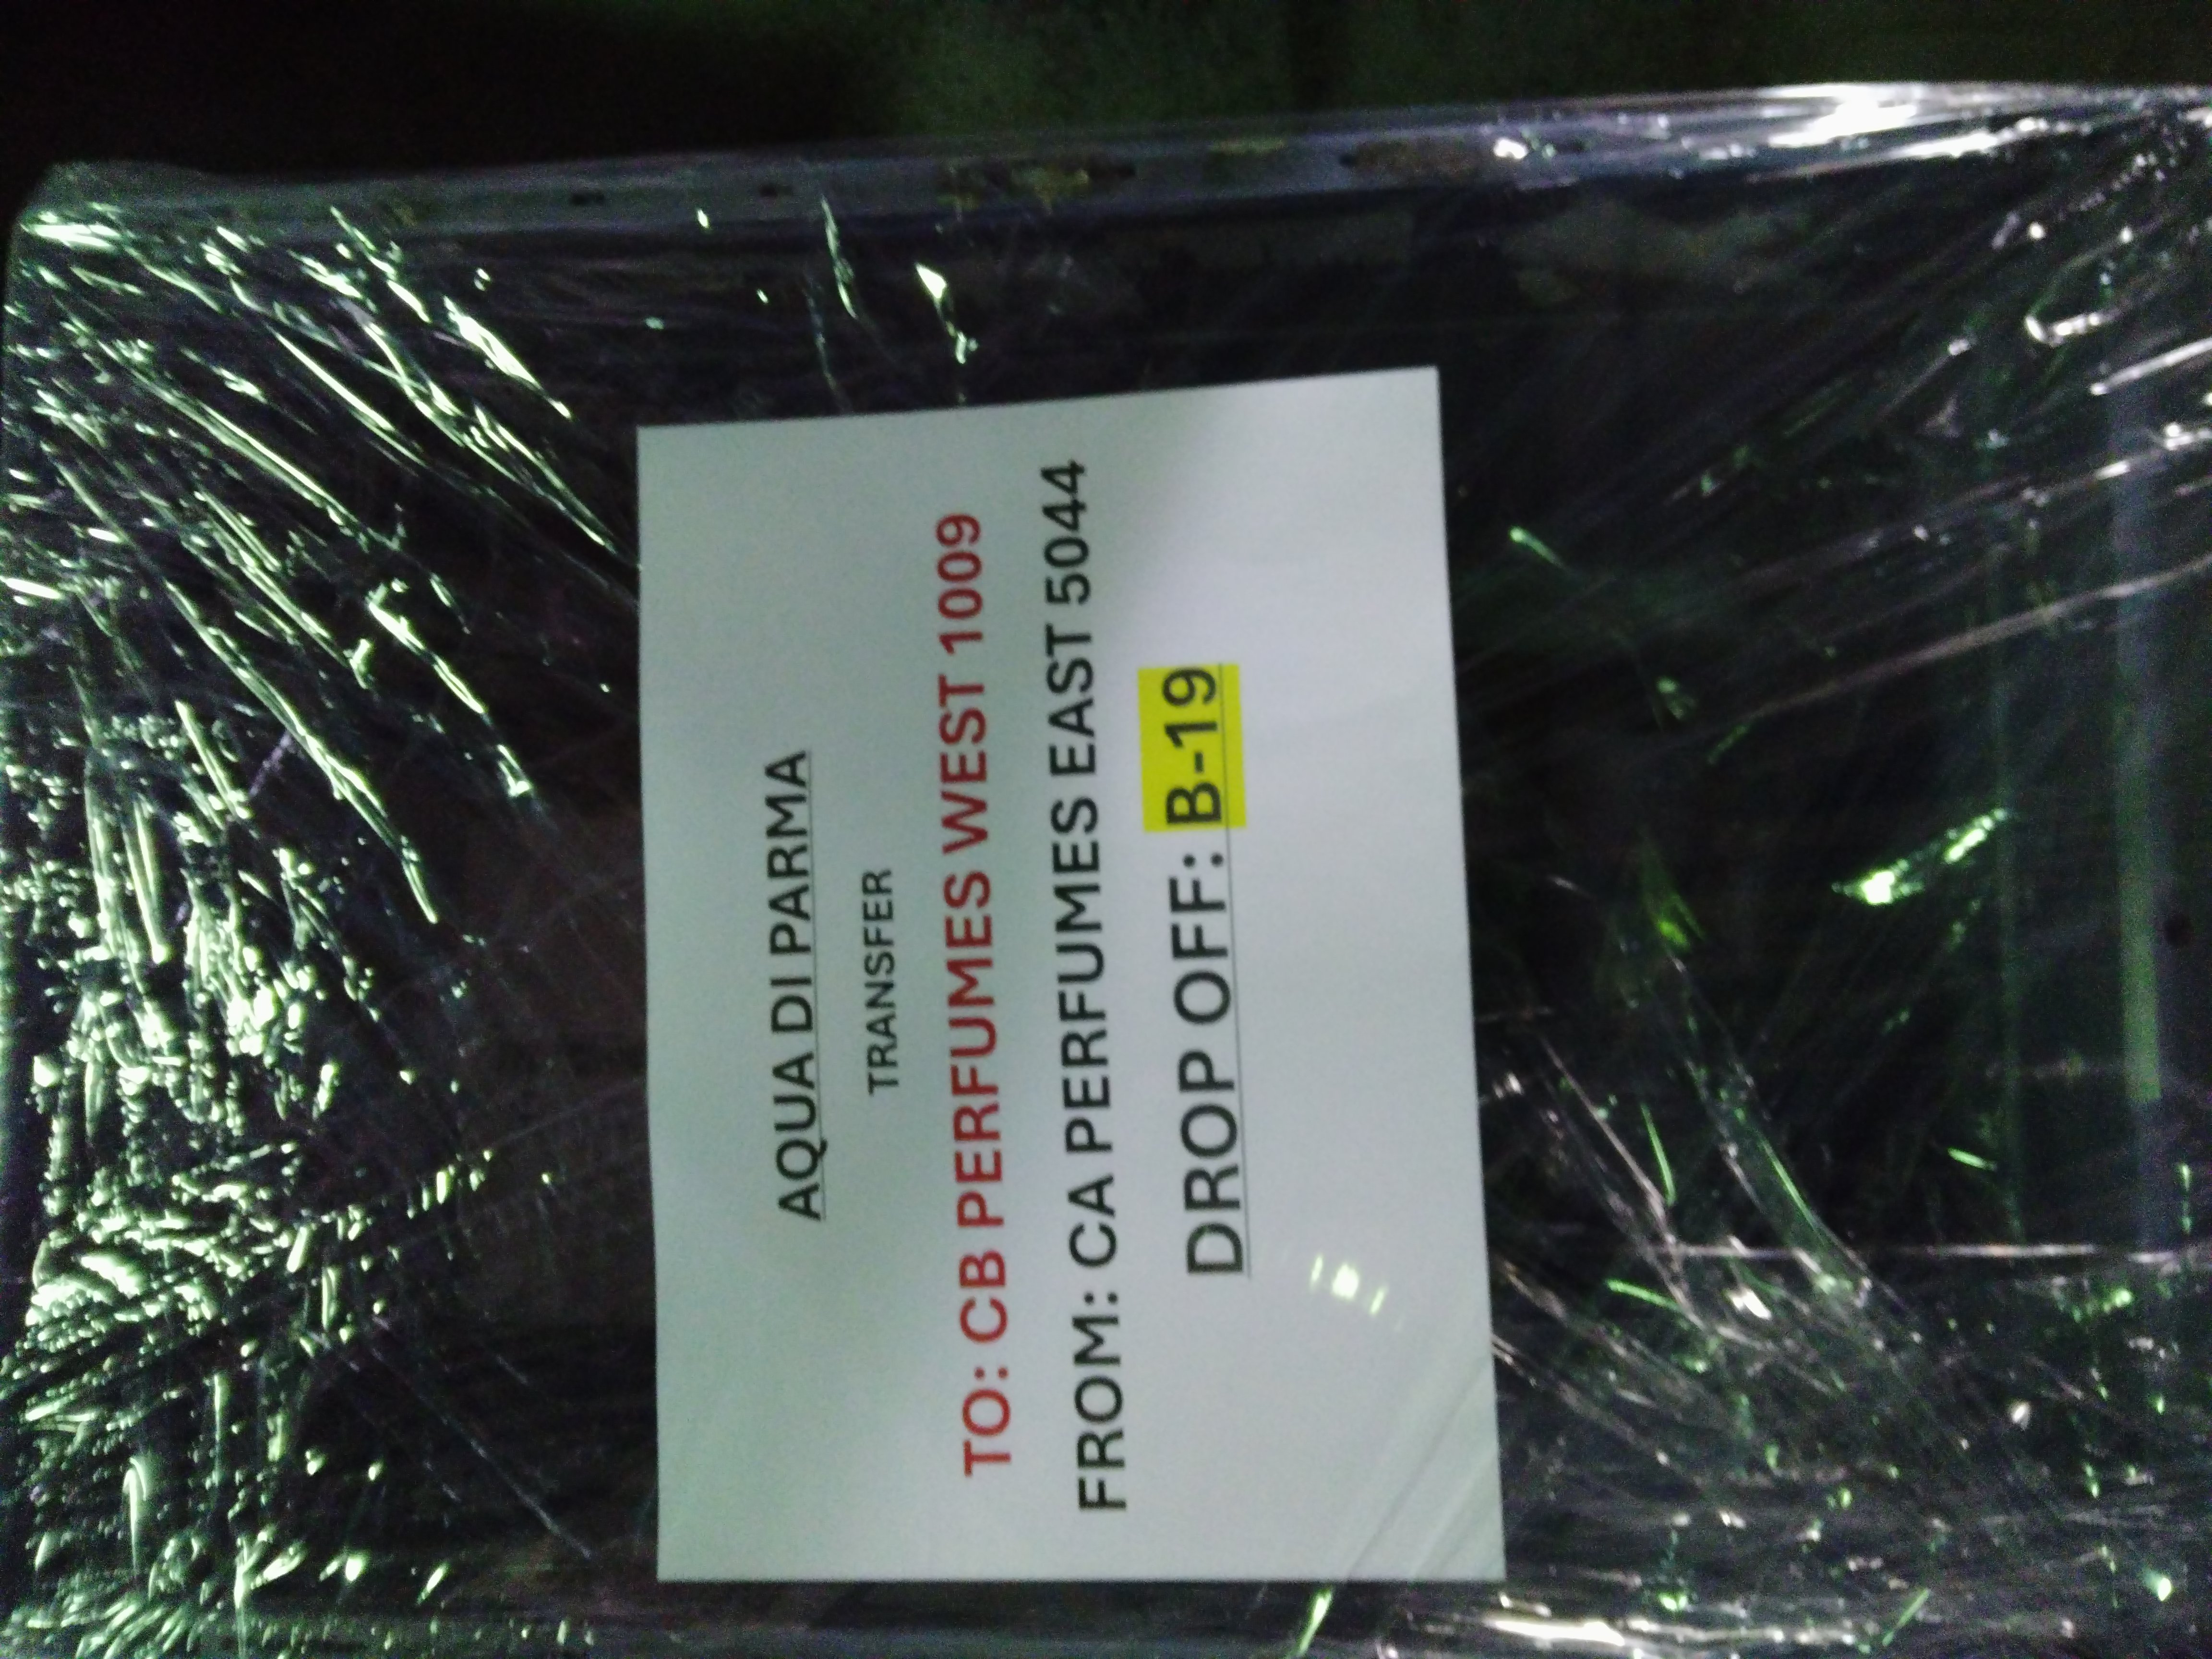 AQUA DI PARMA
TRANSFER
TO: CB PERFUMES WEST 1009
FROM: CA PERFUMES EAST 5044
DROP OFF: B-19